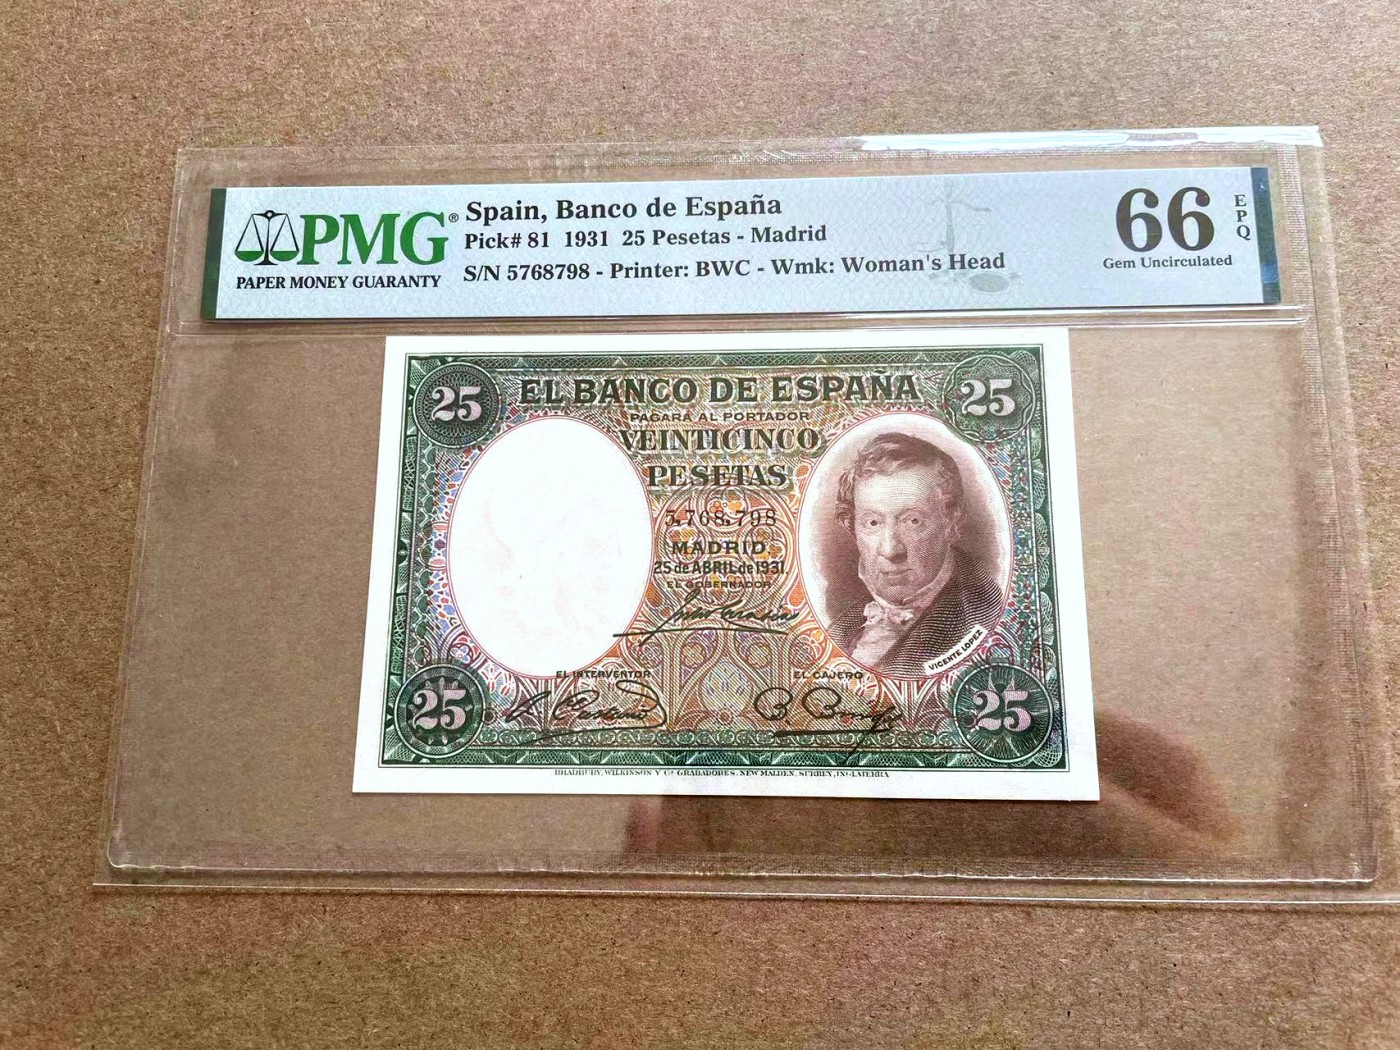 PMG®
PAPER MONEY GUARANTY
Spain, Banco de España
Pick# 81 1931 25 Pesetas - Madrid
S/N 5768798 - Printer: BWC - Wmk: Woman's Head
66
EPQ
Gem Uncirculated
25
EL BANCO DE ESPAÑA
25
PAGARÁ AL PORTADOR
VEINTICINCO
PESETAS
5,768,798
MADRID
25 de ABRIL de 1931.
EL GOBERNADOR
VICENTE LOPEZ
EL INTERVENTOR
EL CAJERO
25
25
BRADBURY, WILKINSON Y Cª GRABADORES, NEW MALDEN, SURREY, INGLATERRA